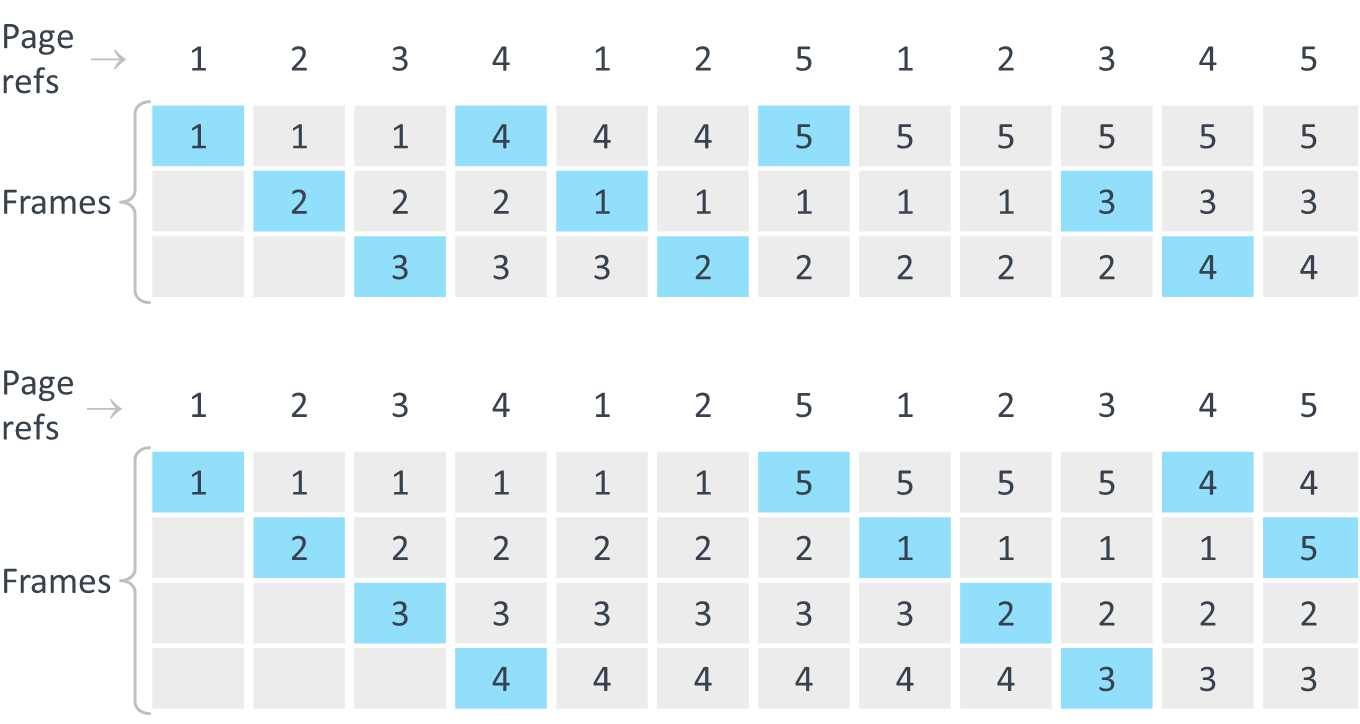 Page
refs → 1 2 3 4 1 2 5 1 2 3 4 5
1 1 1 4 4 4 5 5 5 5 5 5
Frames 2 2 2 1 1 1 1 1 3 3 3
3 3 3 2 2 2 2 2 4 4
Page
refs → 1 2 3 4 1 2 5 1 2 3 4 5
1 1 1 1 1 1 5 5 5 5 4 4
2 2 2 2 2 2 1 1 1 1 5
Frames
3 3 3 3 3 3 2 2 2 2
4 4 4 4 4 4 3 3 3